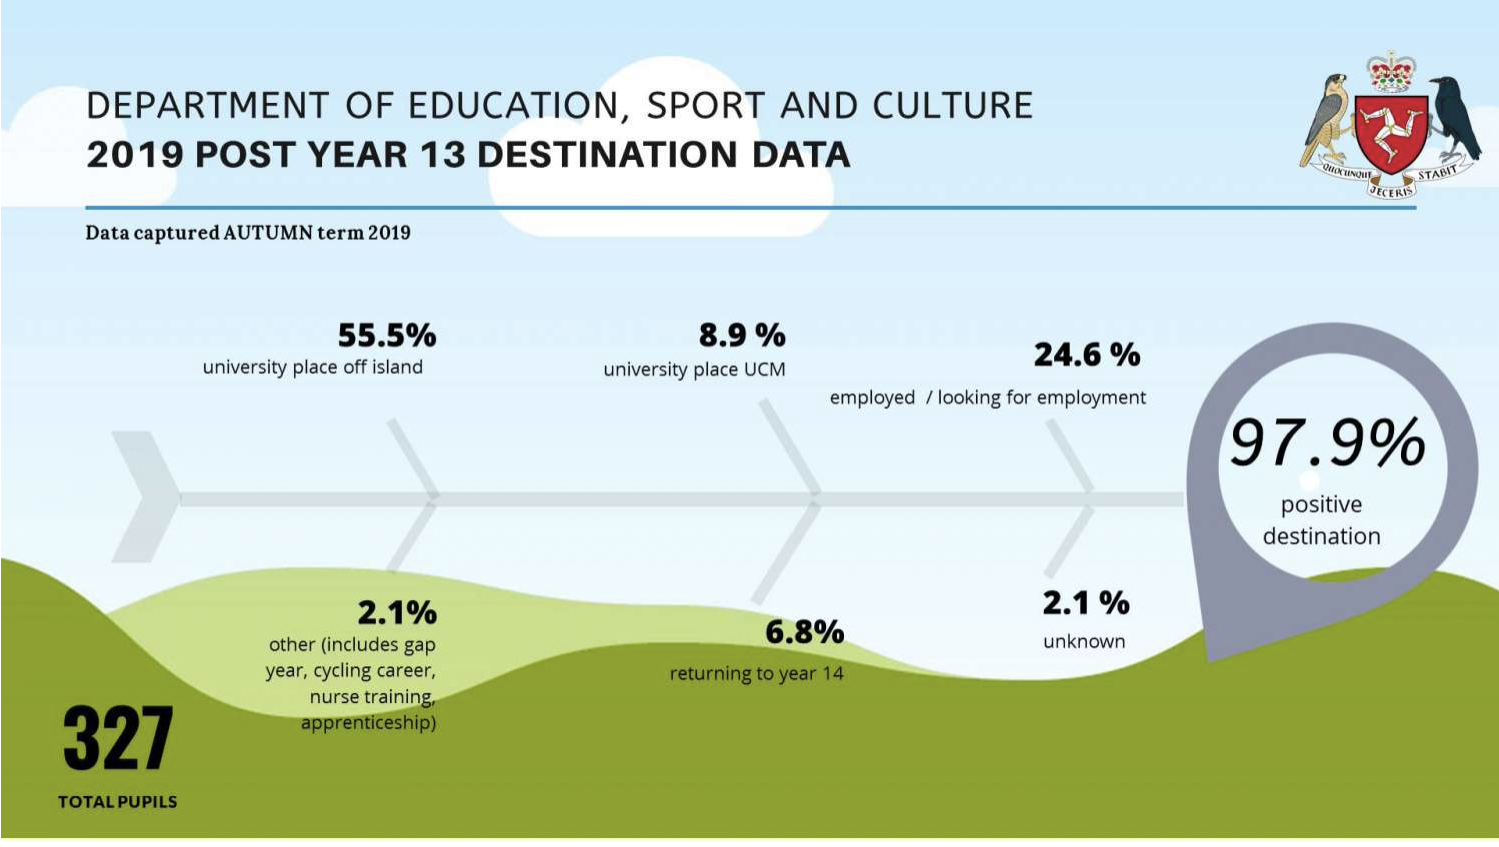 DEPARTMENT OF EDUCATION, SPORT AND CULTURE
2019 POST YEAR 13 DESTINATION DATA
QUOCUNQUE
JECERIS
STABIT
Data captured AUTUMN term 2019
55.5%
university place off island
8.9 %
university place UCM
24.6 %
employed / looking for employment
97.9%
positive
destination
2.1%
other (includes gap
year, cycling career,
nurse training,
apprenticeship)
6.8%
returning to year 14
2.1 %
unknown
327
TOTAL PUPILS